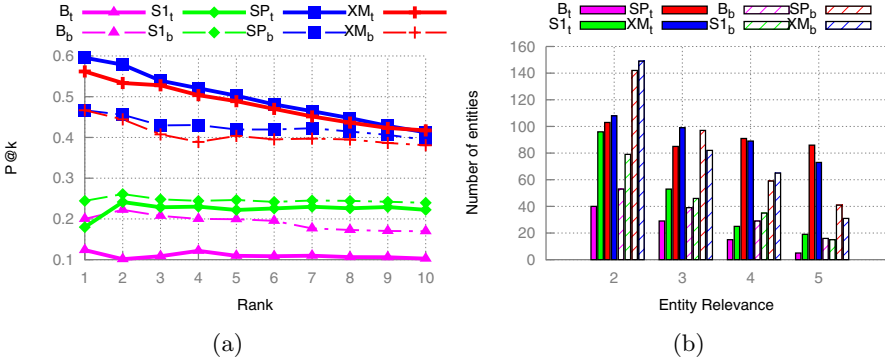 B_t S1_t SP_t XM_t
B_b S1_b SP_b XM_b
P @k
0.6
0.5
0.4
0.3
0.2
0.1
1 2 3 4 5 6 7 8 9 10
Rank
(a)
B_t SP_t B_b SP_b
S1_t XM_t S1_b XM_b
Number of entities
160
140
120
100
80
60
40
20
0
2 3 4 5
Entity Relevance
(b)